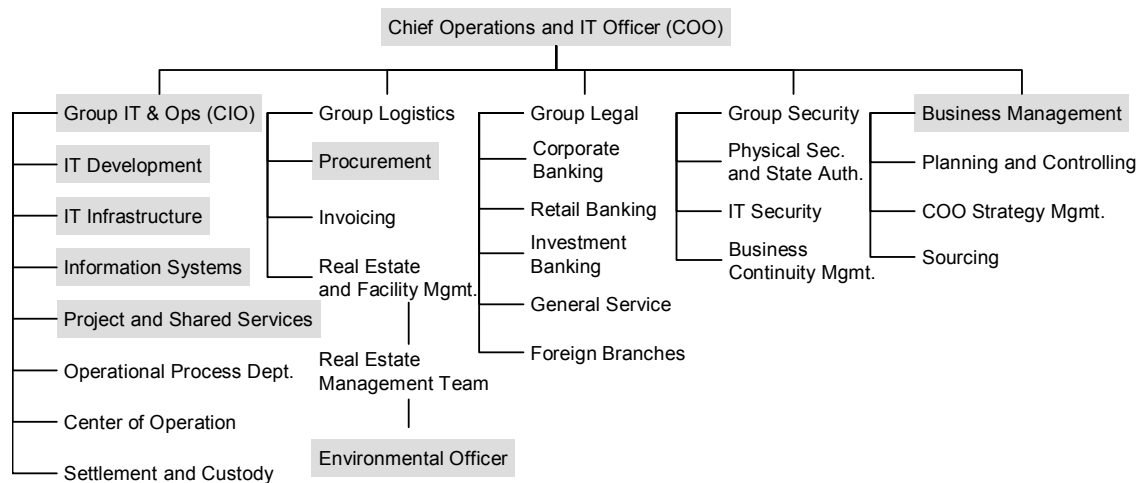 Chief Operations and IT Officer (COO)
Group IT & Ops (CIO)
IT Development
IT Infrastructure
Information Systems
Project and Shared Services
Operational Process Dept.
Center of Operation
Settlement and Custody
Group Logistics
Procurement
Invoicing
Real Estate
and Facility Mgmt.
Real Estate
Management Team
Environmental Officer
Group Legal
Corporate
Banking
Retail Banking
Investment
Banking
General Service
Foreign Branches
Group Security
Physical Sec.
and State Auth.
IT Security
Business
Continuity Mgmt.
Business Management
Planning and Controlling
COO Strategy Mgmt.
Sourcing